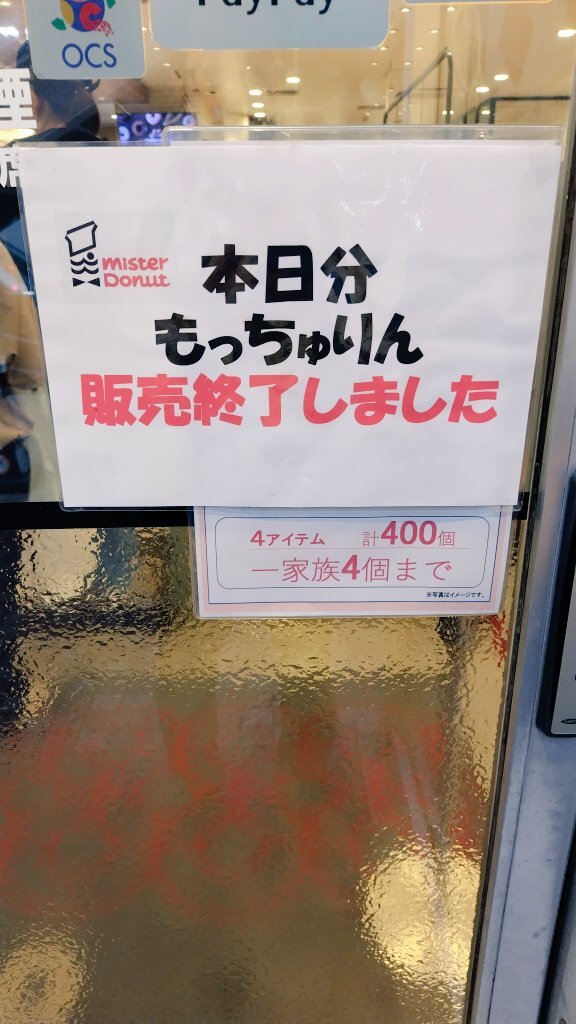 PayPay
OCS
mister
Donut
本日分
もっちゅりん
販売終了しました
4アイテム 計400個
一家族4個まで
※写真はイメージです。